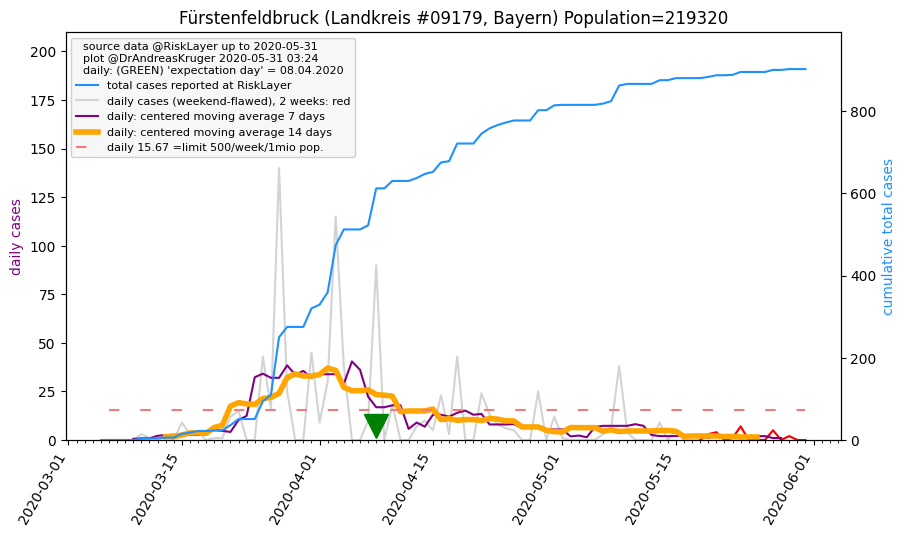 Fürstenfeldbruck (Landkreis #09179, Bayern) Population=219320
source data @RiskLayer up to 2020-05-31
plot @DrAndreasKruger 2020-05-31 03:24
daily: (GREEN) 'expectation day' = 08.04.2020
total cases reported at RiskLayer
daily cases (weekend-flawed), 2 weeks: red
daily: centered moving average 7 days
daily: centered moving average 14 days
daily 15.67 =limit 500/week/1mio pop.
daily cases
200
175
150
125
100
75
50
25
0
cumulative total cases
800
600
400
200
0
2020-03-01
2020-03-15
2020-04-01
2020-04-15
2020-05-01
2020-05-15
2020-06-01